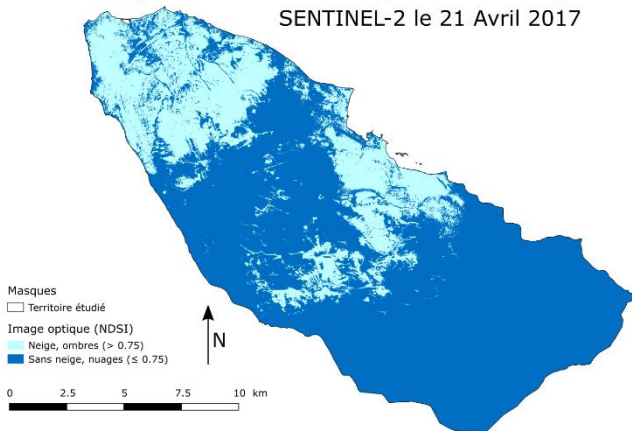 SENTINEL-2 le 21 Avril 2017
Masques
Territoire étudié
Image optique (NDSI)
Neige, ombres (> 0.75)
Sans neige, nuages (≤ 0.75)
N
0 2.5 5 7.5 10 km